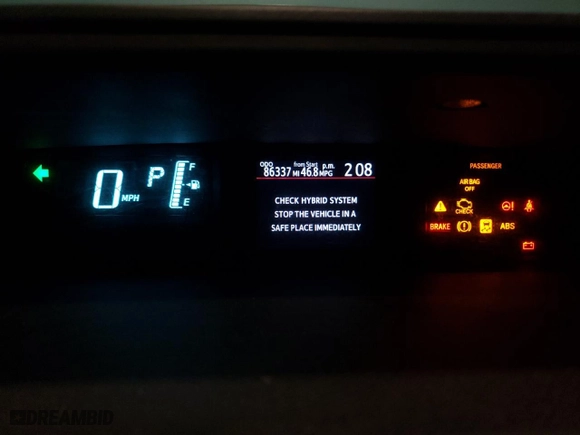 ODO from Start p.m.
86337 MI 46.8 MPG 2 08
0 MPH P F
E
CHECK HYBRID SYSTEM
STOP THE VEHICLE IN A
SAFE PLACE IMMEDIATELY
PASSENGER
AIR BAG
OFF
CHECK
BRAKE ABS
DREAMBID